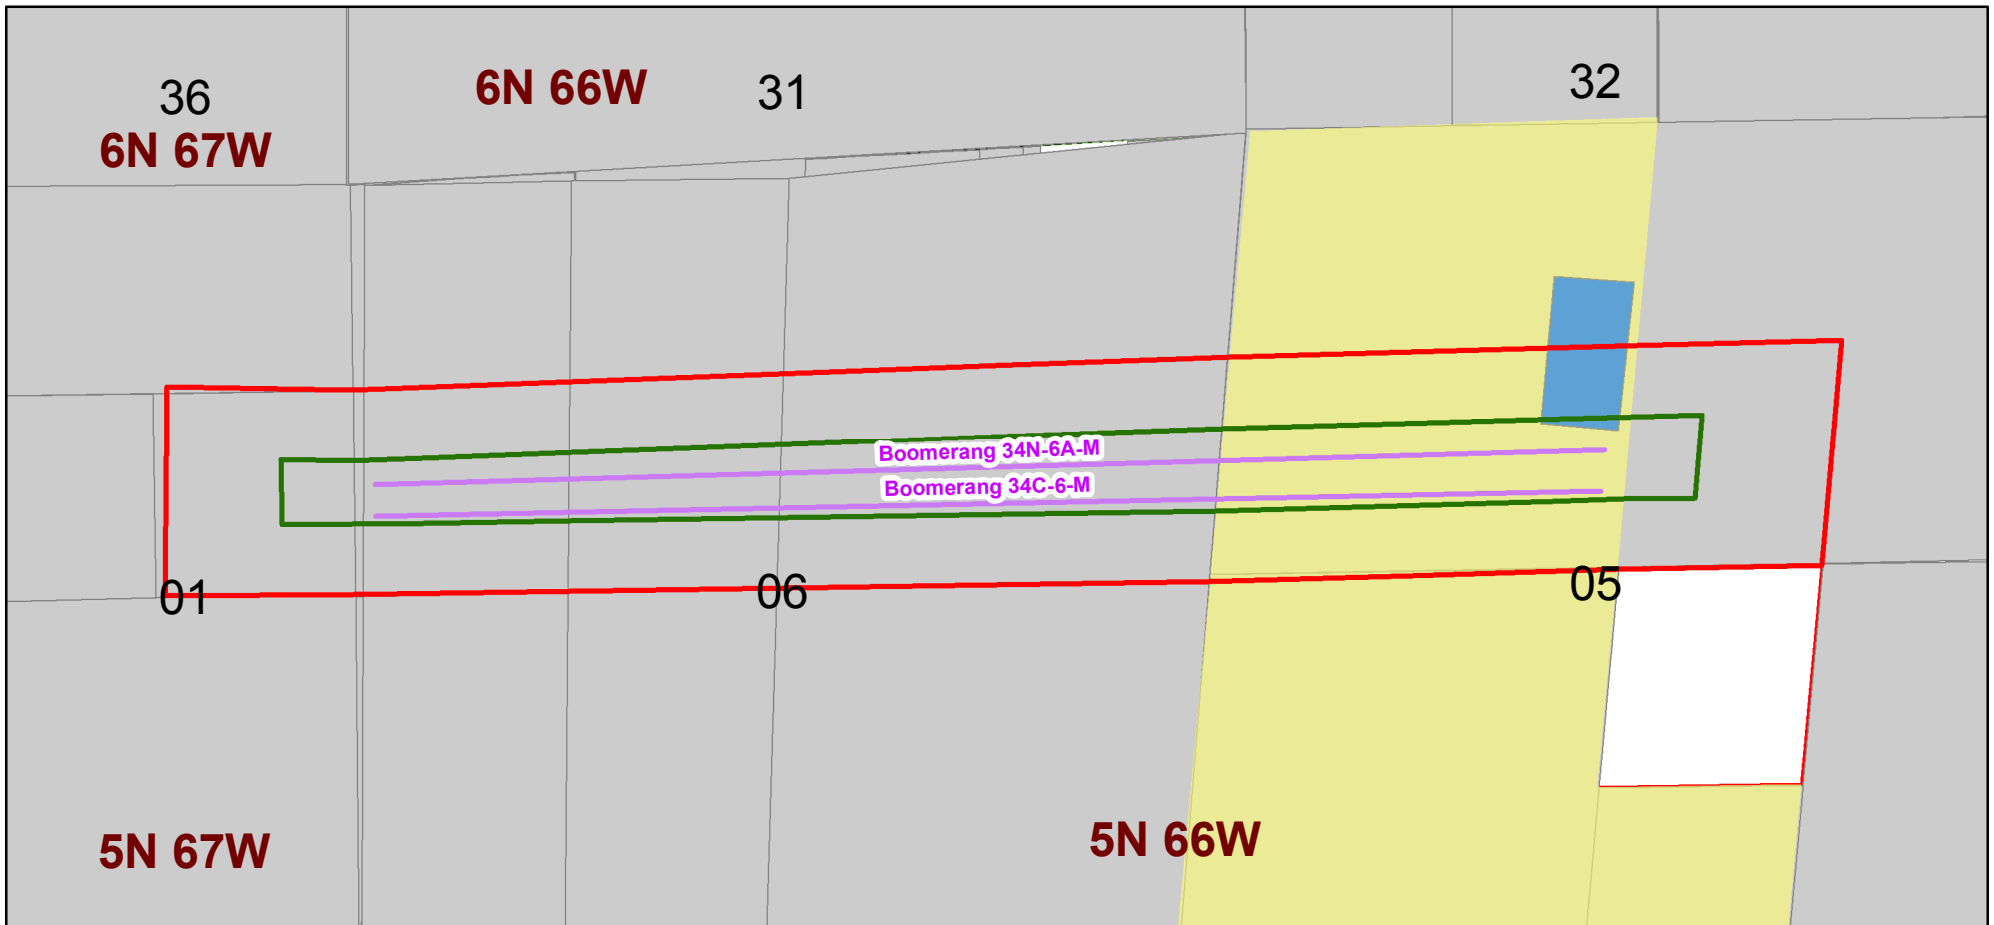 36
6N 66W
31
32
6N 67W
Boomerang 34N-6A-M
Boomerang 34C-6-M
01
06
05
5N 67W
5N 66W